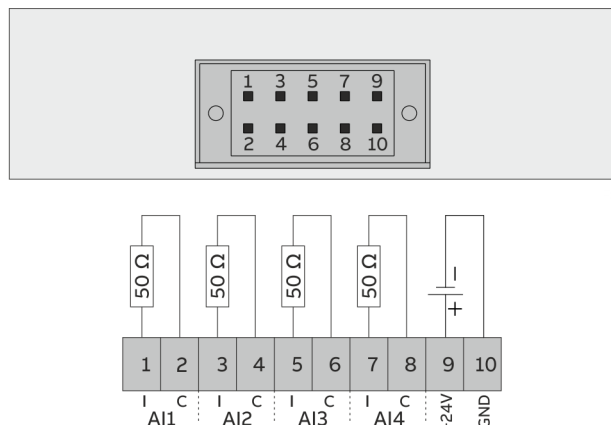 1 3 5 7 9
2 4 6 8 10
50 Ω 50 Ω 50 Ω 50 Ω
– +
1 2 3 4 5 6 7 8 9 10
I C I C I C I C
AI1 AI2 AI3 AI4
GND